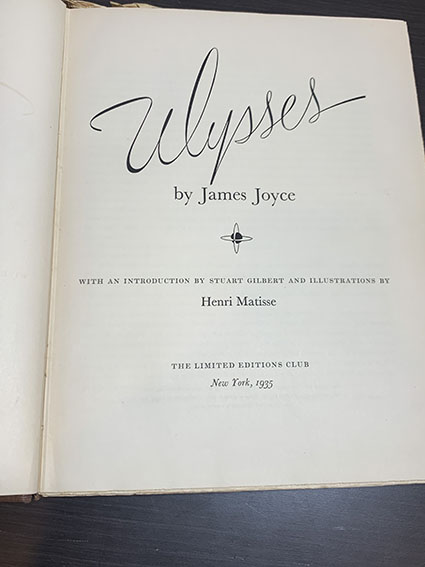 Ulysses
by James Joyce
WITH AN INTRODUCTION BY STUART GILBERT AND ILLUSTRATIONS BY
Henri Matisse
THE LIMITED EDITIONS CLUB
New York, 1935